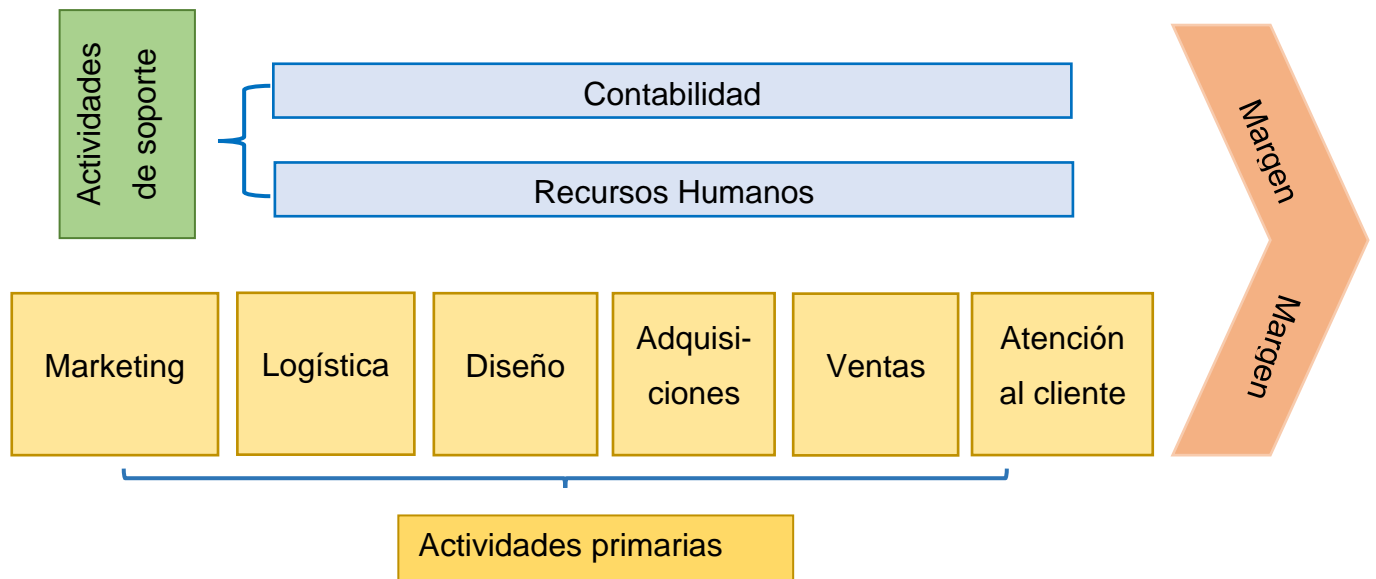 Actividades
de soporte
Contabilidad
Recursos Humanos
Margen
Margen
Marketing
Logística
Diseño
Adquisi-
ciones
Ventas
Atención
al cliente
Actividades primarias